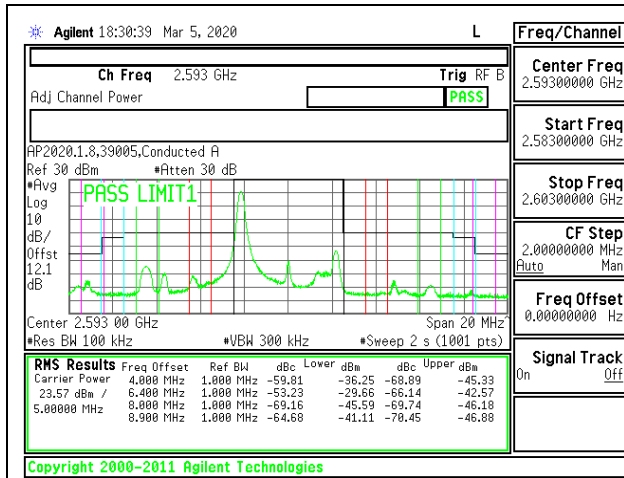 Agilent 18:30:39 Mar 5, 2020 L
Freq/Channel
Ch Freq 2.593 GHz Trig RF B
Adj Channel Power PASS
Center Freq
2.59300000 GHz
Start Freq
2.58300000 GHz
Stop Freq
2.60300000 GHz
CF Step
2.00000000 MHz
Auto Man
Freq Offset
0.00000000 Hz
Signal Track
On Off
AP2020.1.8,39005,Conducted A
Ref 30 dBm #Atten 30 dB
#Avg
Log
10
dB/
Offst
12.1
dB
PASS LIMIT1
Center 2.593 00 GHz Span 20 MHz
#Res BW 100 kHz #VBW 300 kHz #Sweep 2 s (1001 pts)
RMS Results Freq Offset Ref BW dBc Lower dBm dBc Upper dBm
Carrier Power 4.000 MHz 1.000 MHz -59.81 -36.25 -68.89 -45.33
23.57 dBm / 6.400 MHz 1.000 MHz -53.23 -29.66 -66.14 -42.57
5.00000 MHz 8.000 MHz 1.000 MHz -69.16 -45.59 -69.74 -46.18
8.900 MHz 1.000 MHz -64.68 -41.11 -70.45 -46.88
Copyright 2000-2011 Agilent Technologies